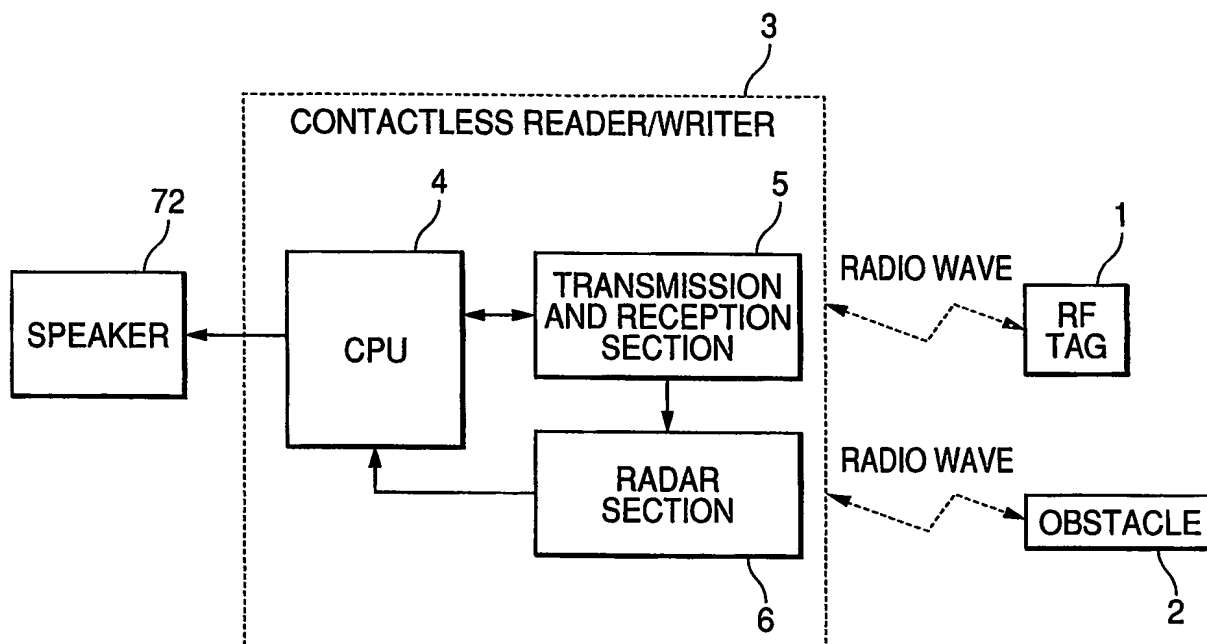 3
CONTACTLESS READER/WRITER
72
4
5
1
SPEAKER
CPU
TRANSMISSION
AND RECEPTION
SECTION
RADIO WAVE
RF
TAG
RADAR
SECTION
RADIO WAVE
OBSTACLE
6
2